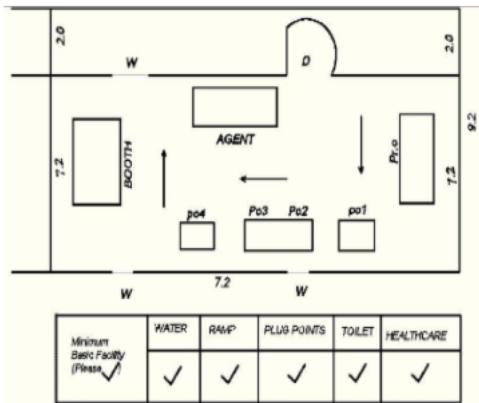 2.0
2.0
W
D
9.2
AGENT
BOOTH
Pr.o
7.2
7.2
po4
Po3
Po2
po1
7.2
W
W
Minimum
Basic Facility
(Please ✓)
WATER
RAMP
PLUG POINTS
TOILET
HEALTHCARE
✓ ✓ ✓ ✓ ✓